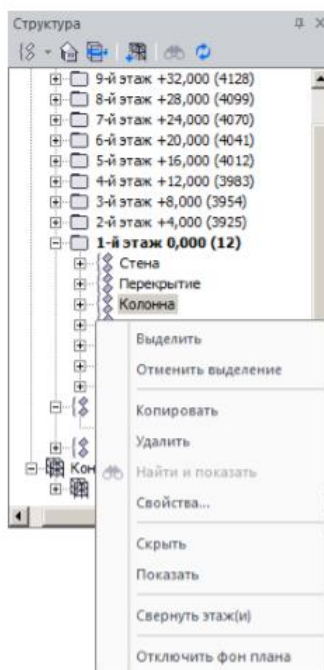 Структура
9-й этаж +32,000 (4128)
8-й этаж +28,000 (4099)
7-й этаж +24,000 (4070)
6-й этаж +20,000 (4041)
5-й этаж +16,000 (4012)
4-й этаж +12,000 (3983)
3-й этаж +8,000 (3954)
2-й этаж +4,000 (3925)
1-й этаж 0,000 (12)
Стена
Перекрытие
Колонна
Выделить
Отменить выделение
Копировать
Удалить
Кон
Найти и показать
Свойства...
Скрыть
Показать
Свернуть этаж(и)
Отключить фон плана